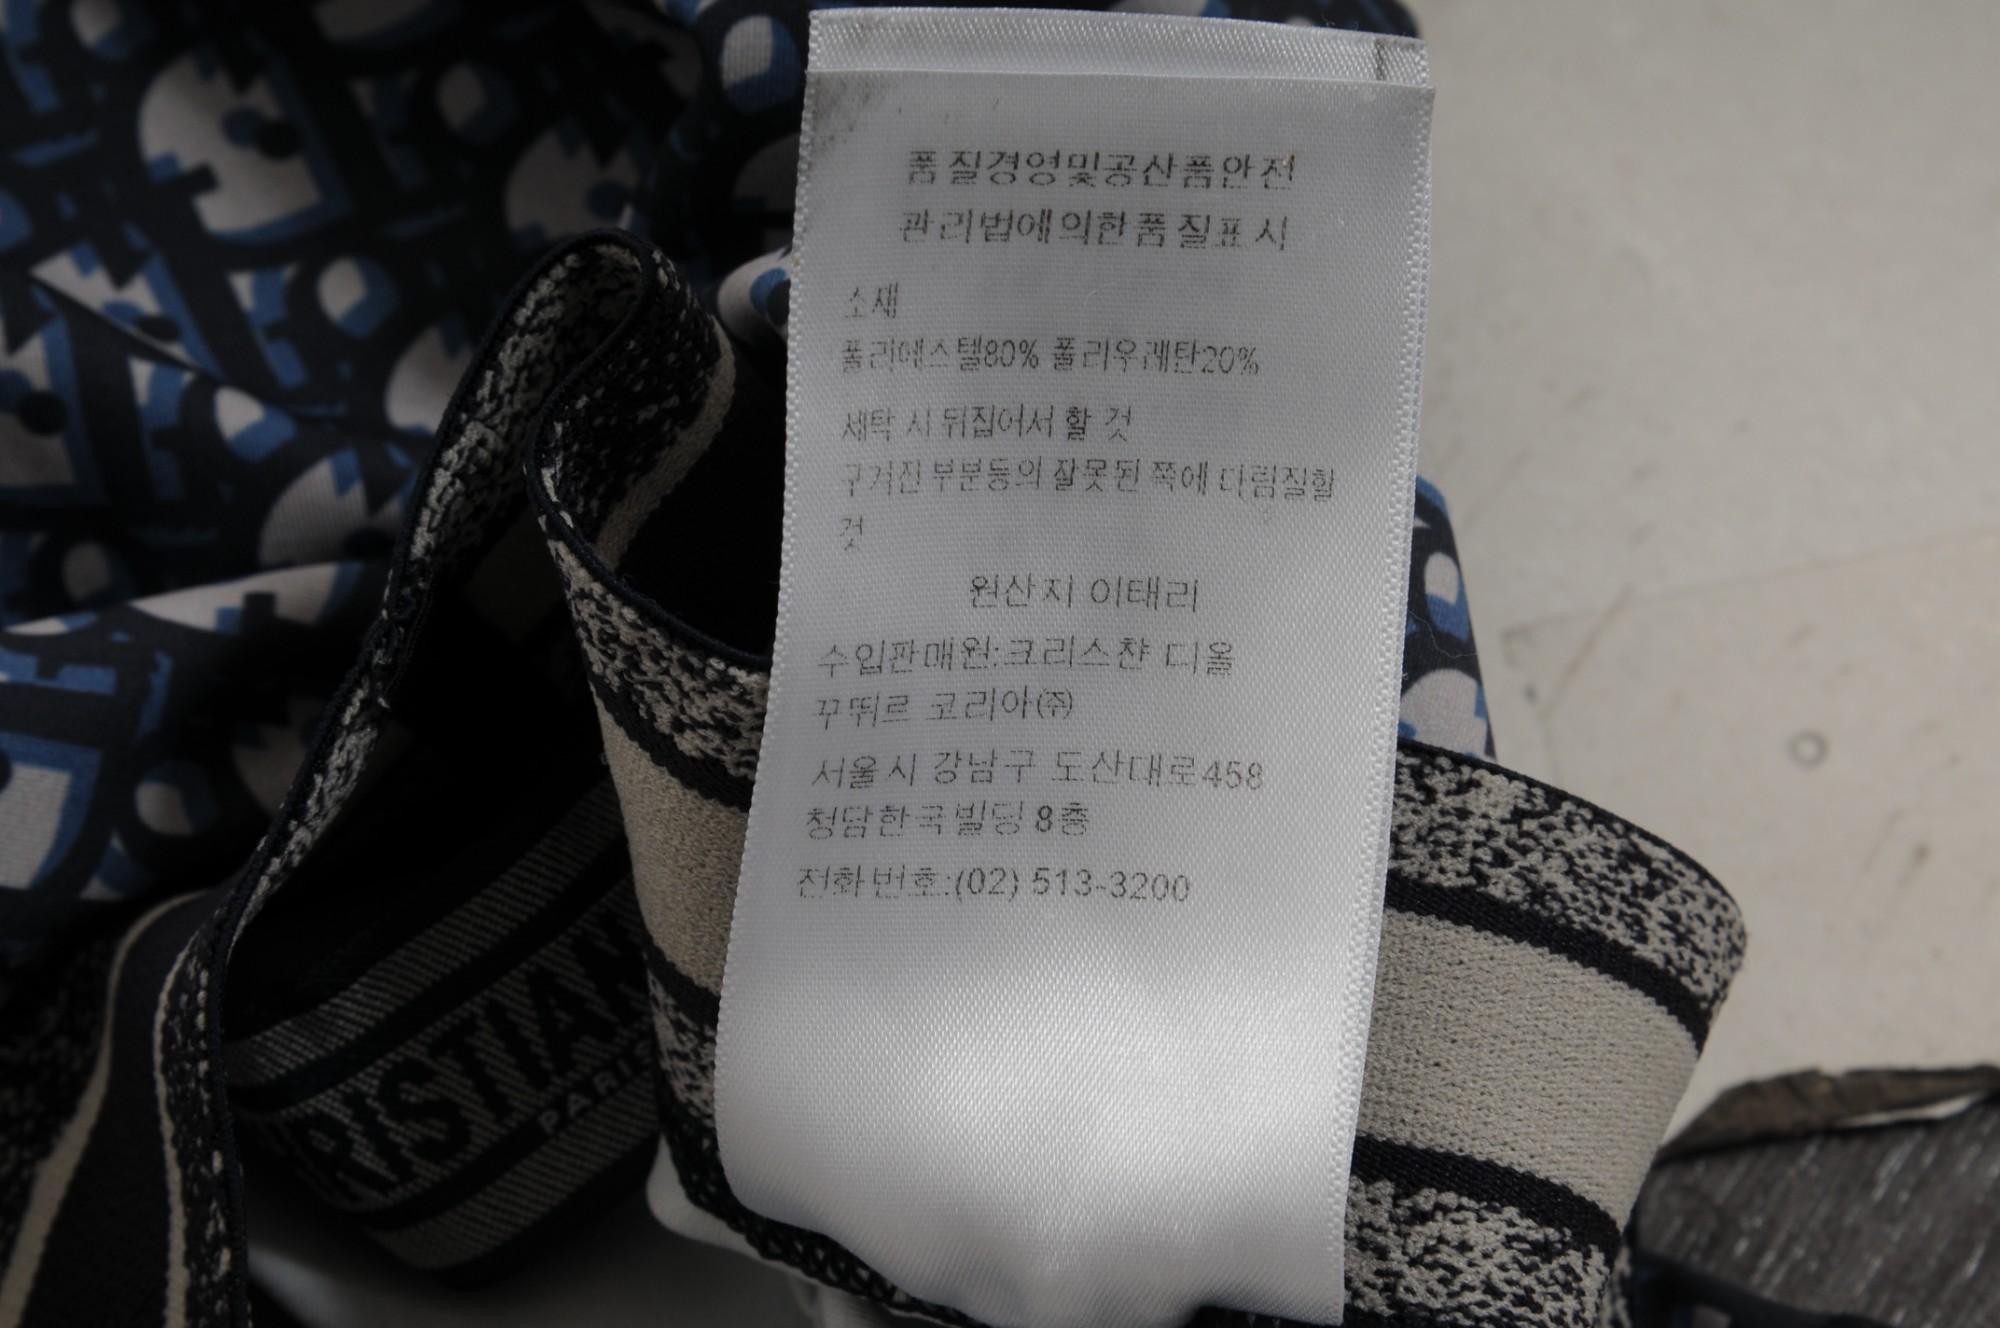 품질경영및공산품안전
관리법에의한품질표시
소재
폴리에스텔80% 폴리우레탄20%
세탁 시 뒤집어서 할 것
구겨진 부분등의 잘못된 쪽에 다림질할
것
원산지 이태리
수입판매원:크리스챤 디올
꾸뛰르 코리아㈜
서울시 강남구 도산대로458
청담한국빌딩 8층
전화번호:(02) 513-3200
RISTIAN
PARIS